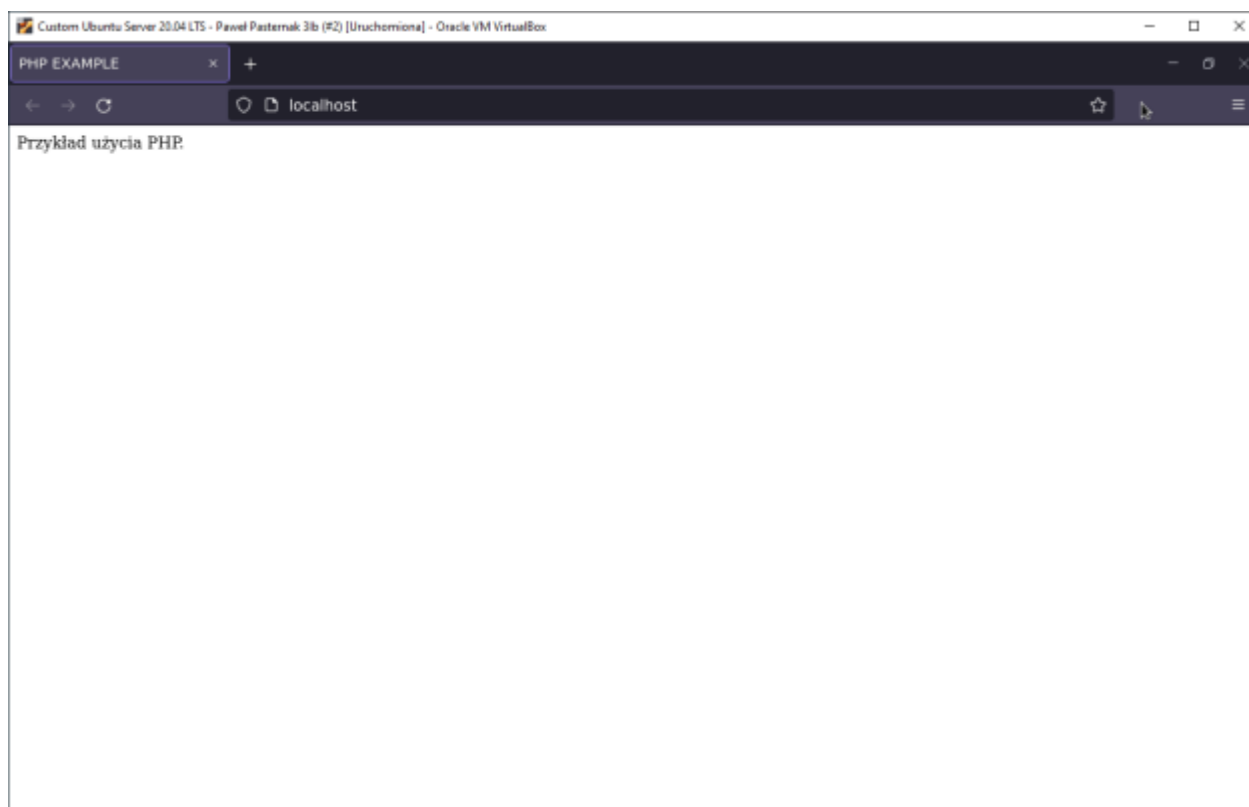 Custom Ubuntu Server 20.04 LTS - Paweł Pasternak 3lb (#2) [Uruchomiona] - Oracle VM VirtualBox
PHP EXAMPLE
localhost
Przykład użycia PHP.